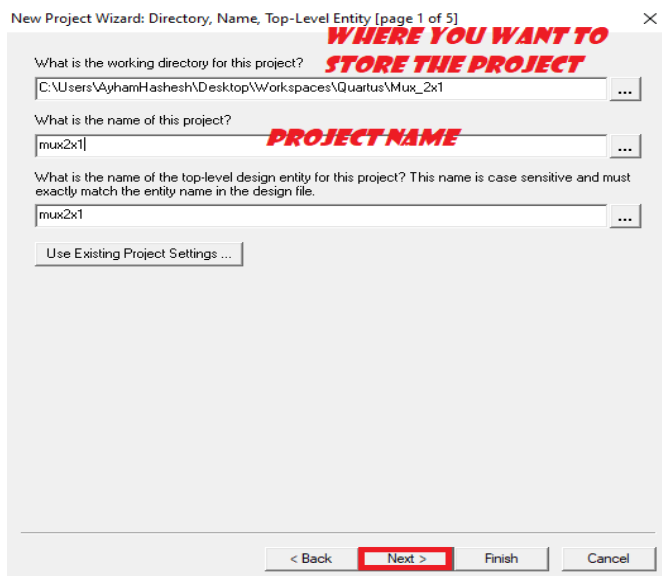 New Project Wizard: Directory, Name, Top-Level Entity [page 1 of 5]
WHERE YOU WANT TO
STORE THE PROJECT
What is the working directory for this project?
C:\Users\AyhamHashesh\Desktop\Workspaces\Quartus\Mux_2x1
...
What is the name of this project?
PROJECT NAME
mux2x1
...
What is the name of the top-level design entity for this project? This name is case sensitive and must
exactly match the entity name in the design file.
mux2x1
...
Use Existing Project Settings ...
< Back
Next >
Finish
Cancel